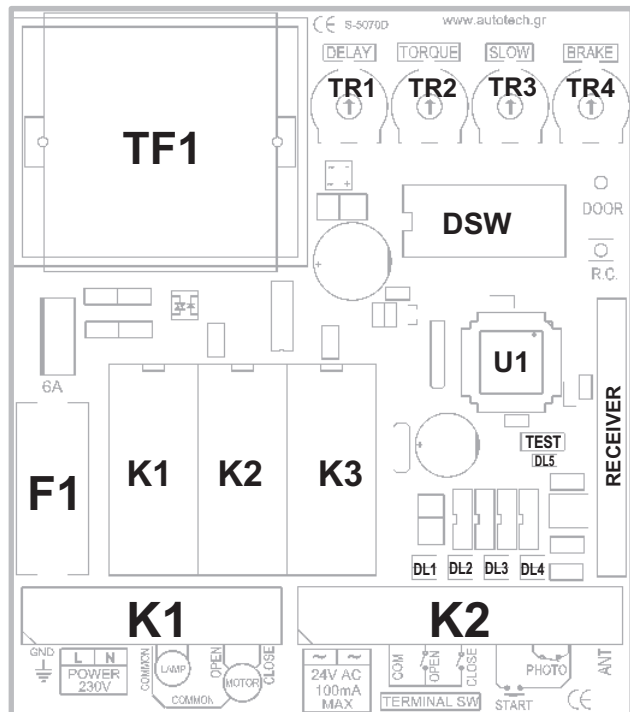 CE S-5070D www.autotech.gr
DELAY TORQUE SLOW BRAKE
TR1 TR2 TR3 TR4
TF1
DSW
DOOR
R.C.
U1
6A
F1
K1 K2 K3
TEST
DL5
RECEIVER
DL1 DL2 DL3 DL4
K1 K2
GND
L N
POWER
230V
COMMON
LAMP
OPEN
MOTOR
CLOSE
COMMON
~ ~
24V AC
100mA
MAX
COM
OPEN
CLOSE
TERMINAL SW
START
PHOTO
ANT
CE